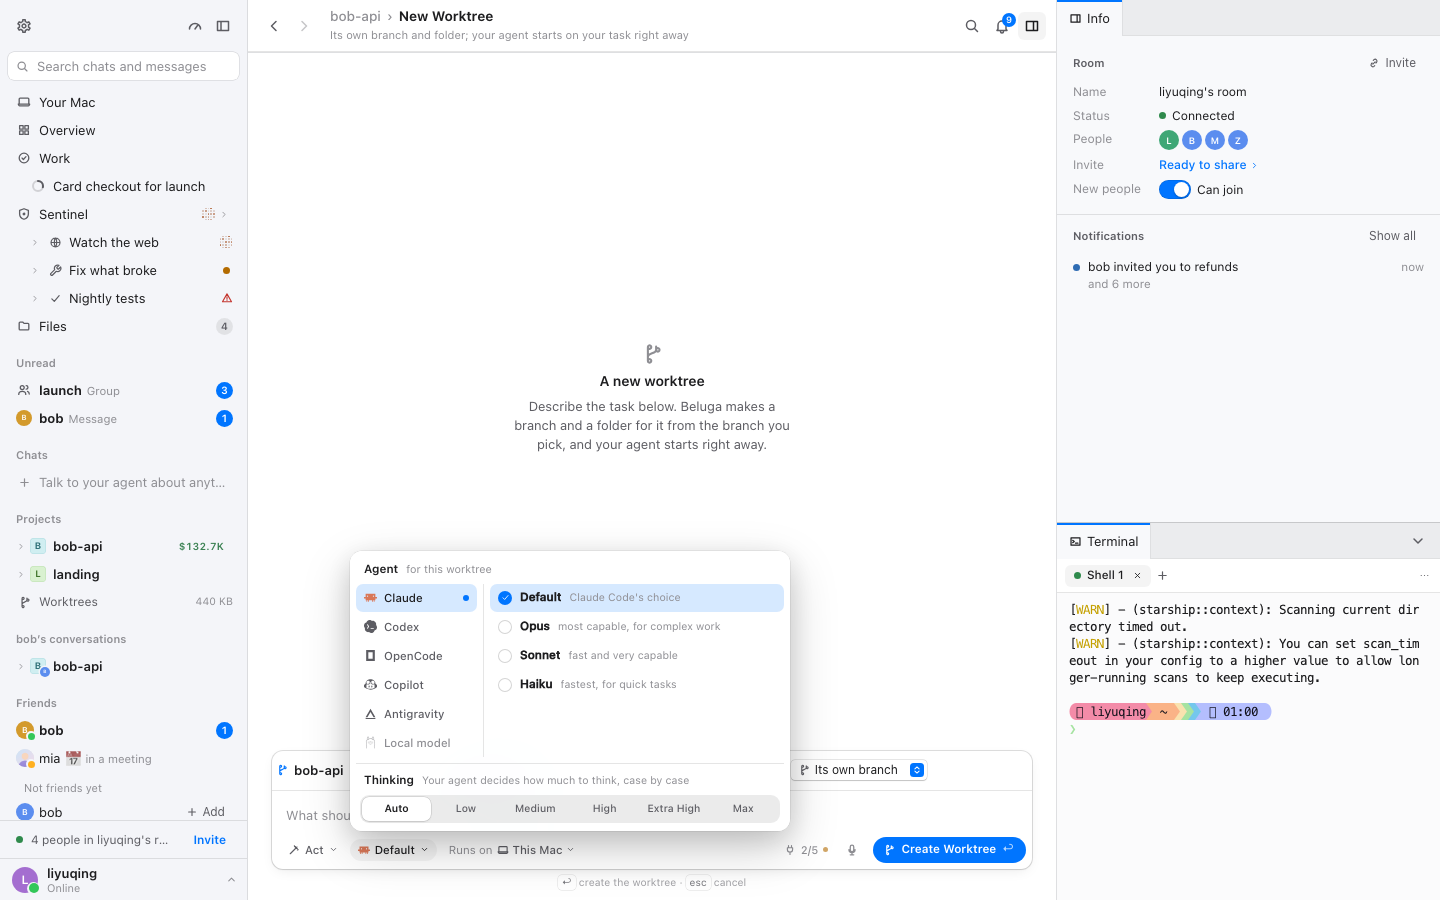 Search chats and messages
Your Mac
Overview
Work
Card checkout for launch
Sentinel
Watch the web
Fix what broke
Nightly tests
Files 4
Unread
launch Group 3
B bob Message 1
Chats
+ Talk to your agent about anyt...
Projects
B bob-api $132.7K
L landing
Worktrees 440 KB
bob's conversations
B bob-api
Friends
B bob 1
mia in a meeting
Not friends yet
B bob + Add
4 people in liyuqing's r... Invite
L liyuqing
Online
bob-api › New Worktree
Its own branch and folder; your agent starts on your task right away
9
A new worktree
Describe the task below. Beluga makes a
branch and a folder for it from the branch you
pick, and your agent starts right away.
Agent for this worktree
Claude
Codex
OpenCode
Copilot
Antigravity
Local model
Default Claude Code's choice
Opus most capable, for complex work
Sonnet fast and very capable
Haiku fastest, for quick tasks
Thinking Your agent decides how much to think, case by case
Auto Low Medium High Extra High Max
bob-api
Its own branch
What shou
Act Default Runs on This Mac 2/5 Create Worktree
create the worktree · esc cancel
Info
Room Invite
Name liyuqing's room
Status Connected
People L B M Z
Invite Ready to share ›
New people Can join
Notifications Show all
bob invited you to refunds now
and 6 more
Terminal
Shell 1 × +
[WARN] - (starship::context): Scanning current dir
ectory timed out.
[WARN] - (starship::context): You can set scan_tim
eout in your config to a higher value to allow lon
ger-running scans to keep executing.
liyuqing ~ 01:00
❯